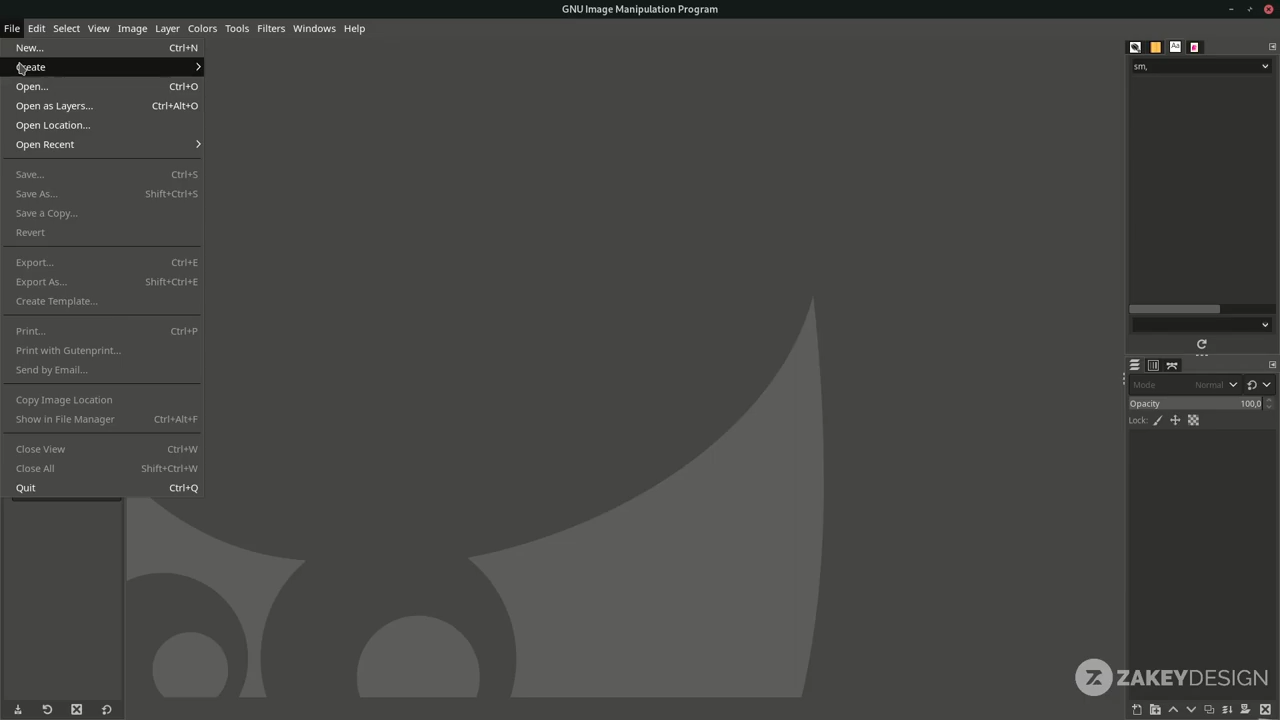 GNU Image Manipulation Program
File Edit Select View Image Layer Colors Tools Filters Windows Help
New... Ctrl+N
Create
Open... Ctrl+O
Open as Layers... Ctrl+Alt+O
Open Location...
Open Recent
Save... Ctrl+S
Save As... Shift+Ctrl+S
Save a Copy...
Revert
Export... Ctrl+E
Export As... Shift+Ctrl+E
Create Template...
Print... Ctrl+P
Print with Gutenprint...
Send by Email...
Copy Image Location
Show in File Manager Ctrl+Alt+F
Close View Ctrl+W
Close All Shift+Ctrl+W
Quit Ctrl+Q
Aa
sm,
Mode Normal
Opacity 100,0
Lock:
ZAKEYDESIGN